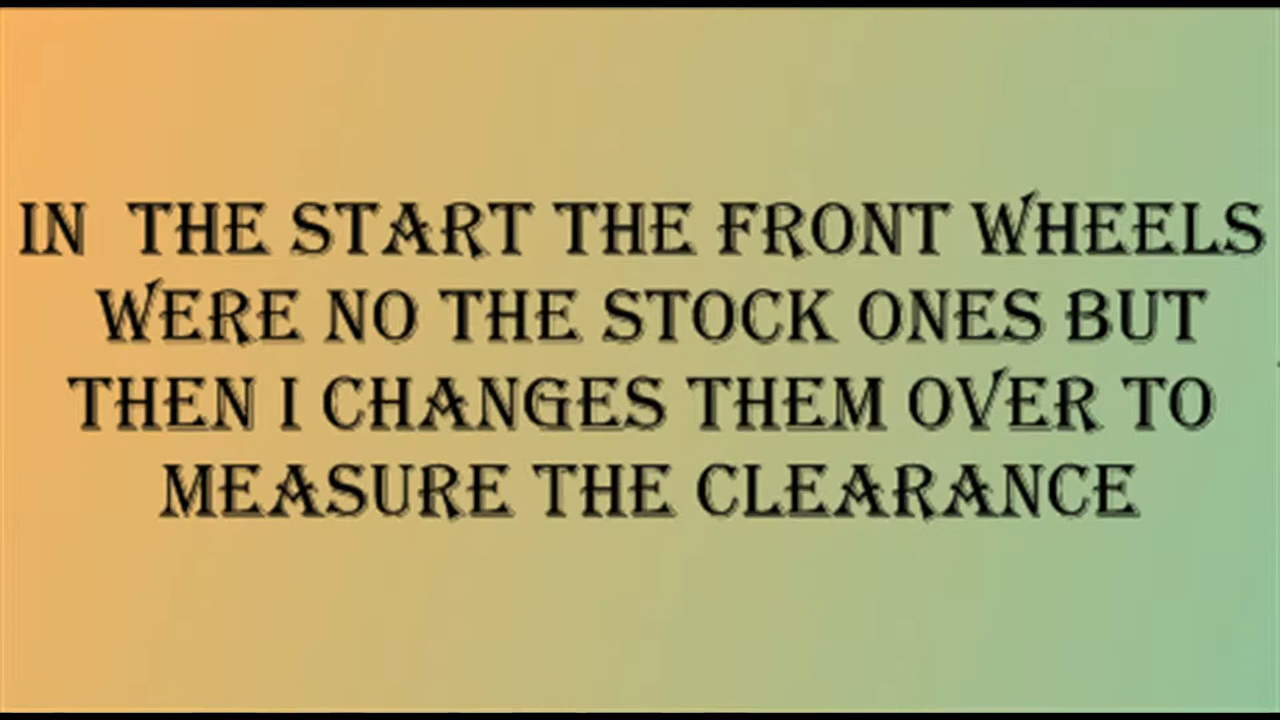 IN THE START THE FRONT WHEELS
WERE NO THE STOCK ONES BUT
THEN I CHANGES THEM OVER TO
MEASURE THE CLEARANCE